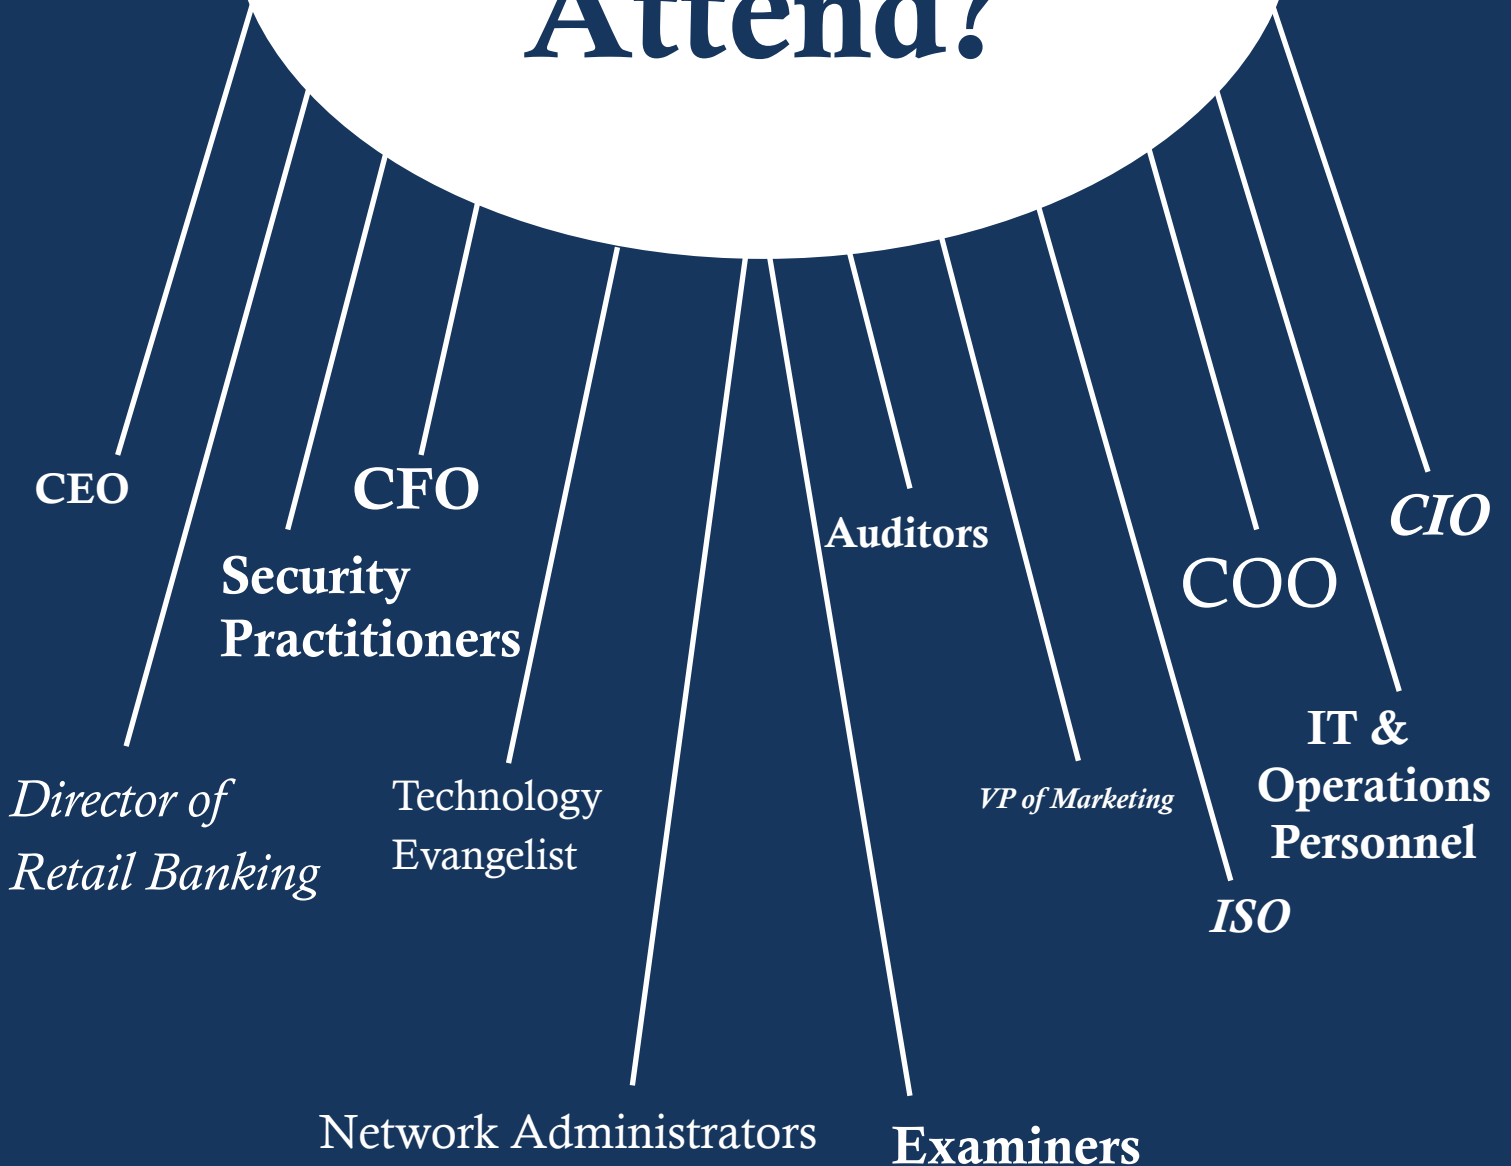 Attend?
CEO
CFO
CIO
Auditors
Security
Practitioners
COO
IT &
Operations
Personnel
Director of
Retail Banking
Technology
Evangelist
VP of Marketing
ISO
Network Administrators
Examiners